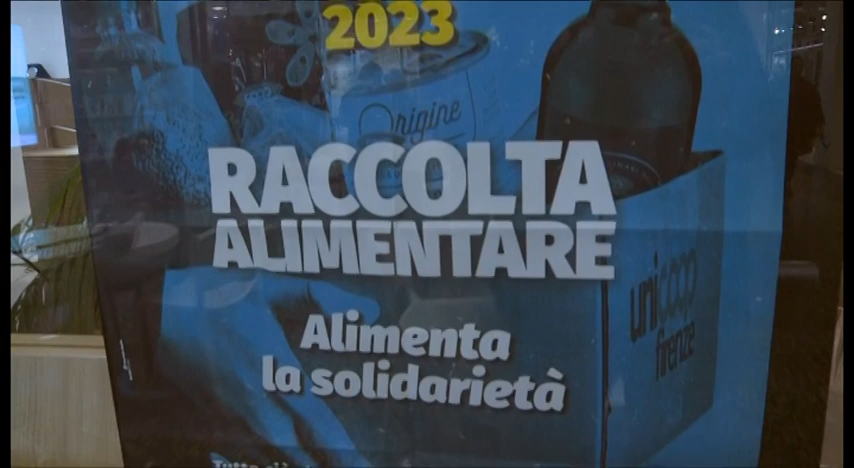 2023
Origine
RACCOLTA
ALIMENTARE
Alimenta
la solidarietà
unicoop
firenze